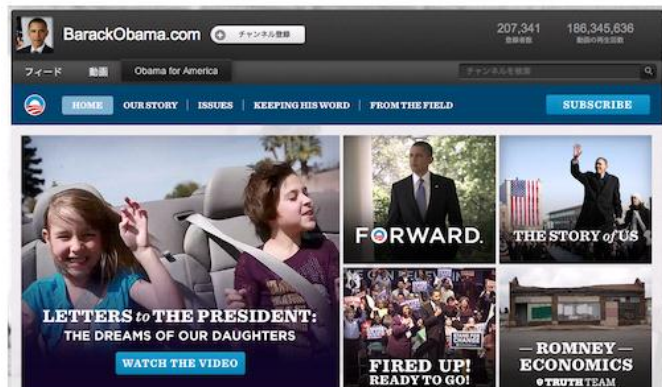 BarackObama.com
チャンネル登録
207,341
登録者数
186,345,636
動画の再生回数
フィード
動画
Obama for America
チャンネルを検索
HOME
OUR STORY
ISSUES
KEEPING HIS WORD
FROM THE FIELD
SUBSCRIBE
LETTERS to THE PRESIDENT:
THE DREAMS OF OUR DAUGHTERS
WATCH THE VIDEO
FORWARD.
THE STORY of US
FIRED UP!
READY TO GO!
ROMNEY
ECONOMICS
TRUTH TEAM